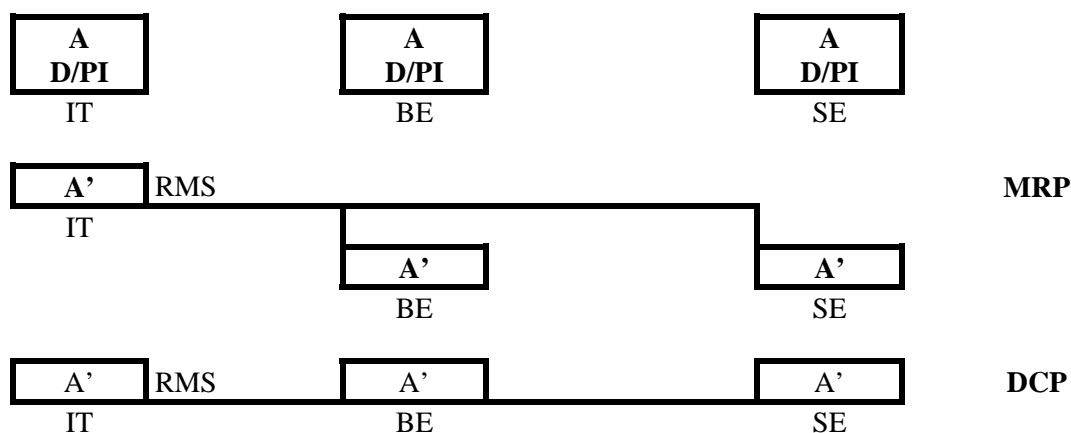 A A A
D/PI D/PI D/PI
IT BE SE
A’ RMS MRP
IT
A’ A’
BE SE
A’ RMS A’ A’ DCP
IT BE SE